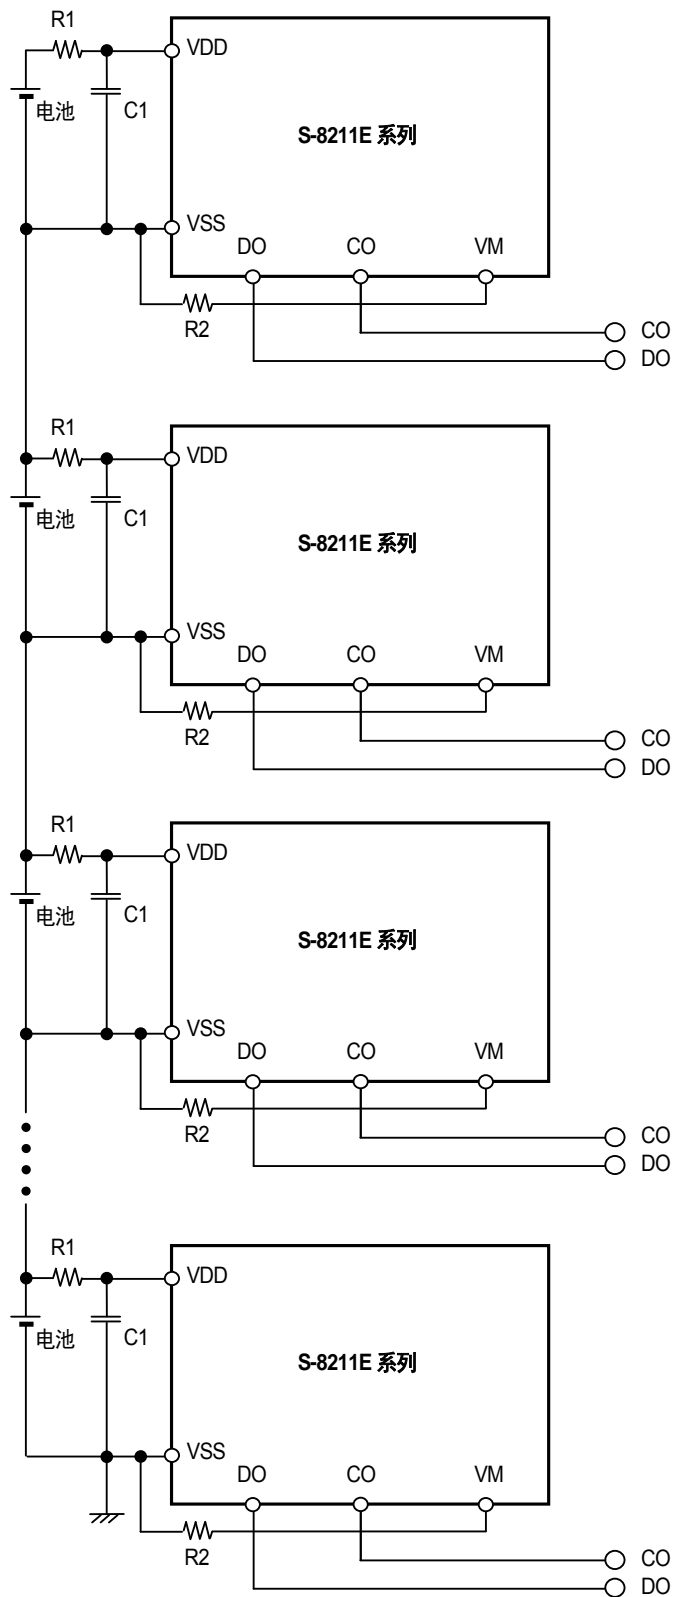 R1
VDD
电池
C1
S-8211E 系列
VSS
DO
CO
VM
R2
CO
DO
R1
VDD
电池
C1
S-8211E 系列
VSS
DO
CO
VM
R2
CO
DO
R1
VDD
电池
C1
S-8211E 系列
VSS
DO
CO
VM
R2
CO
DO
R1
VDD
电池
C1
S-8211E 系列
VSS
DO
CO
VM
R2
CO
DO